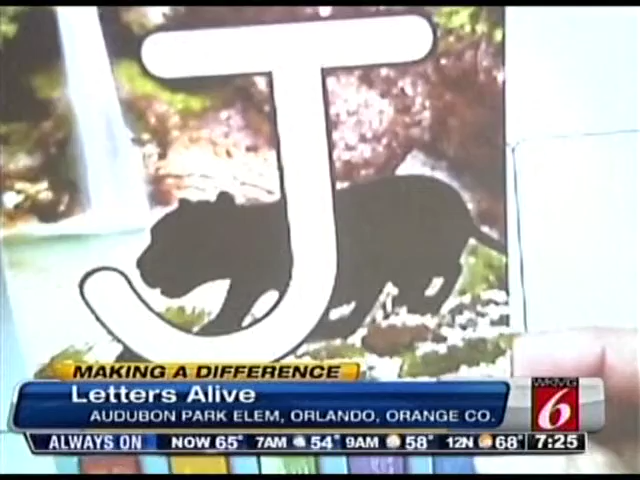 J
MAKING A DIFFERENCE
Letters Alive
AUDUBON PARK ELEM, ORLANDO, ORANGE CO.
WKMG
6
ALWAYS ON NOW 65° 7AM 54° 9AM 58° 12N 68° 7:25